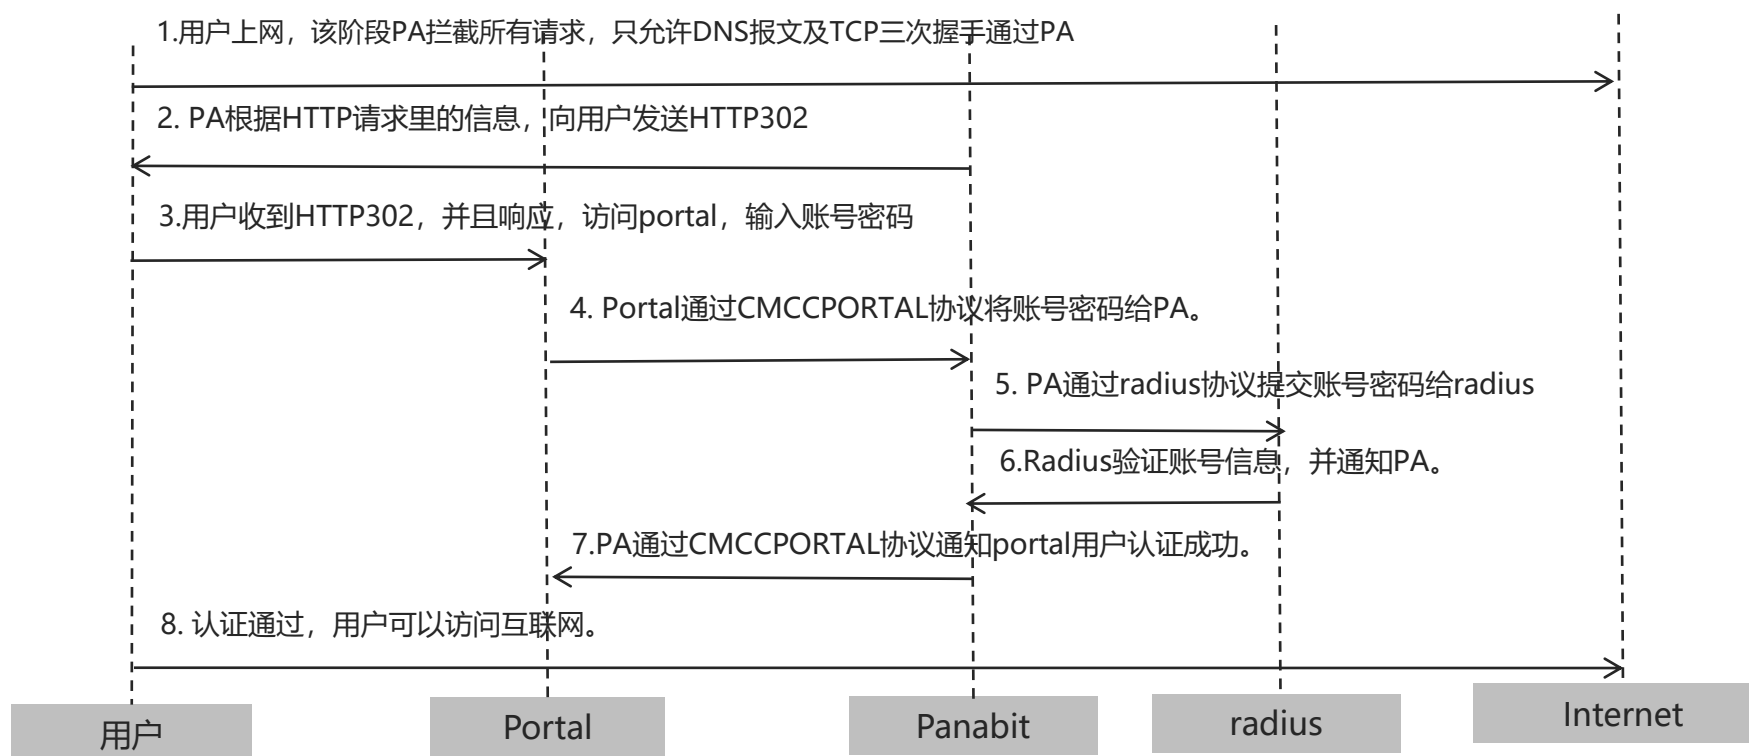 1.用户上网，该阶段PA拦截所有请求，只允许DNS报文及TCP三次握手通过PA
2. PA根据HTTP请求里的信息，向用户发送HTTP302
3.用户收到HTTP302，并且响应，访问portal，输入账号密码
4. Portal通过CMCCPORTAL协议将账号密码给PA。
5. PA通过radius协议提交账号密码给radius
6.Radius验证账号信息，并通知PA。
7.PA通过CMCCPORTAL协议通知portal用户认证成功。
8. 认证通过，用户可以访问互联网。
用户
Portal
Panabit
radius
Internet